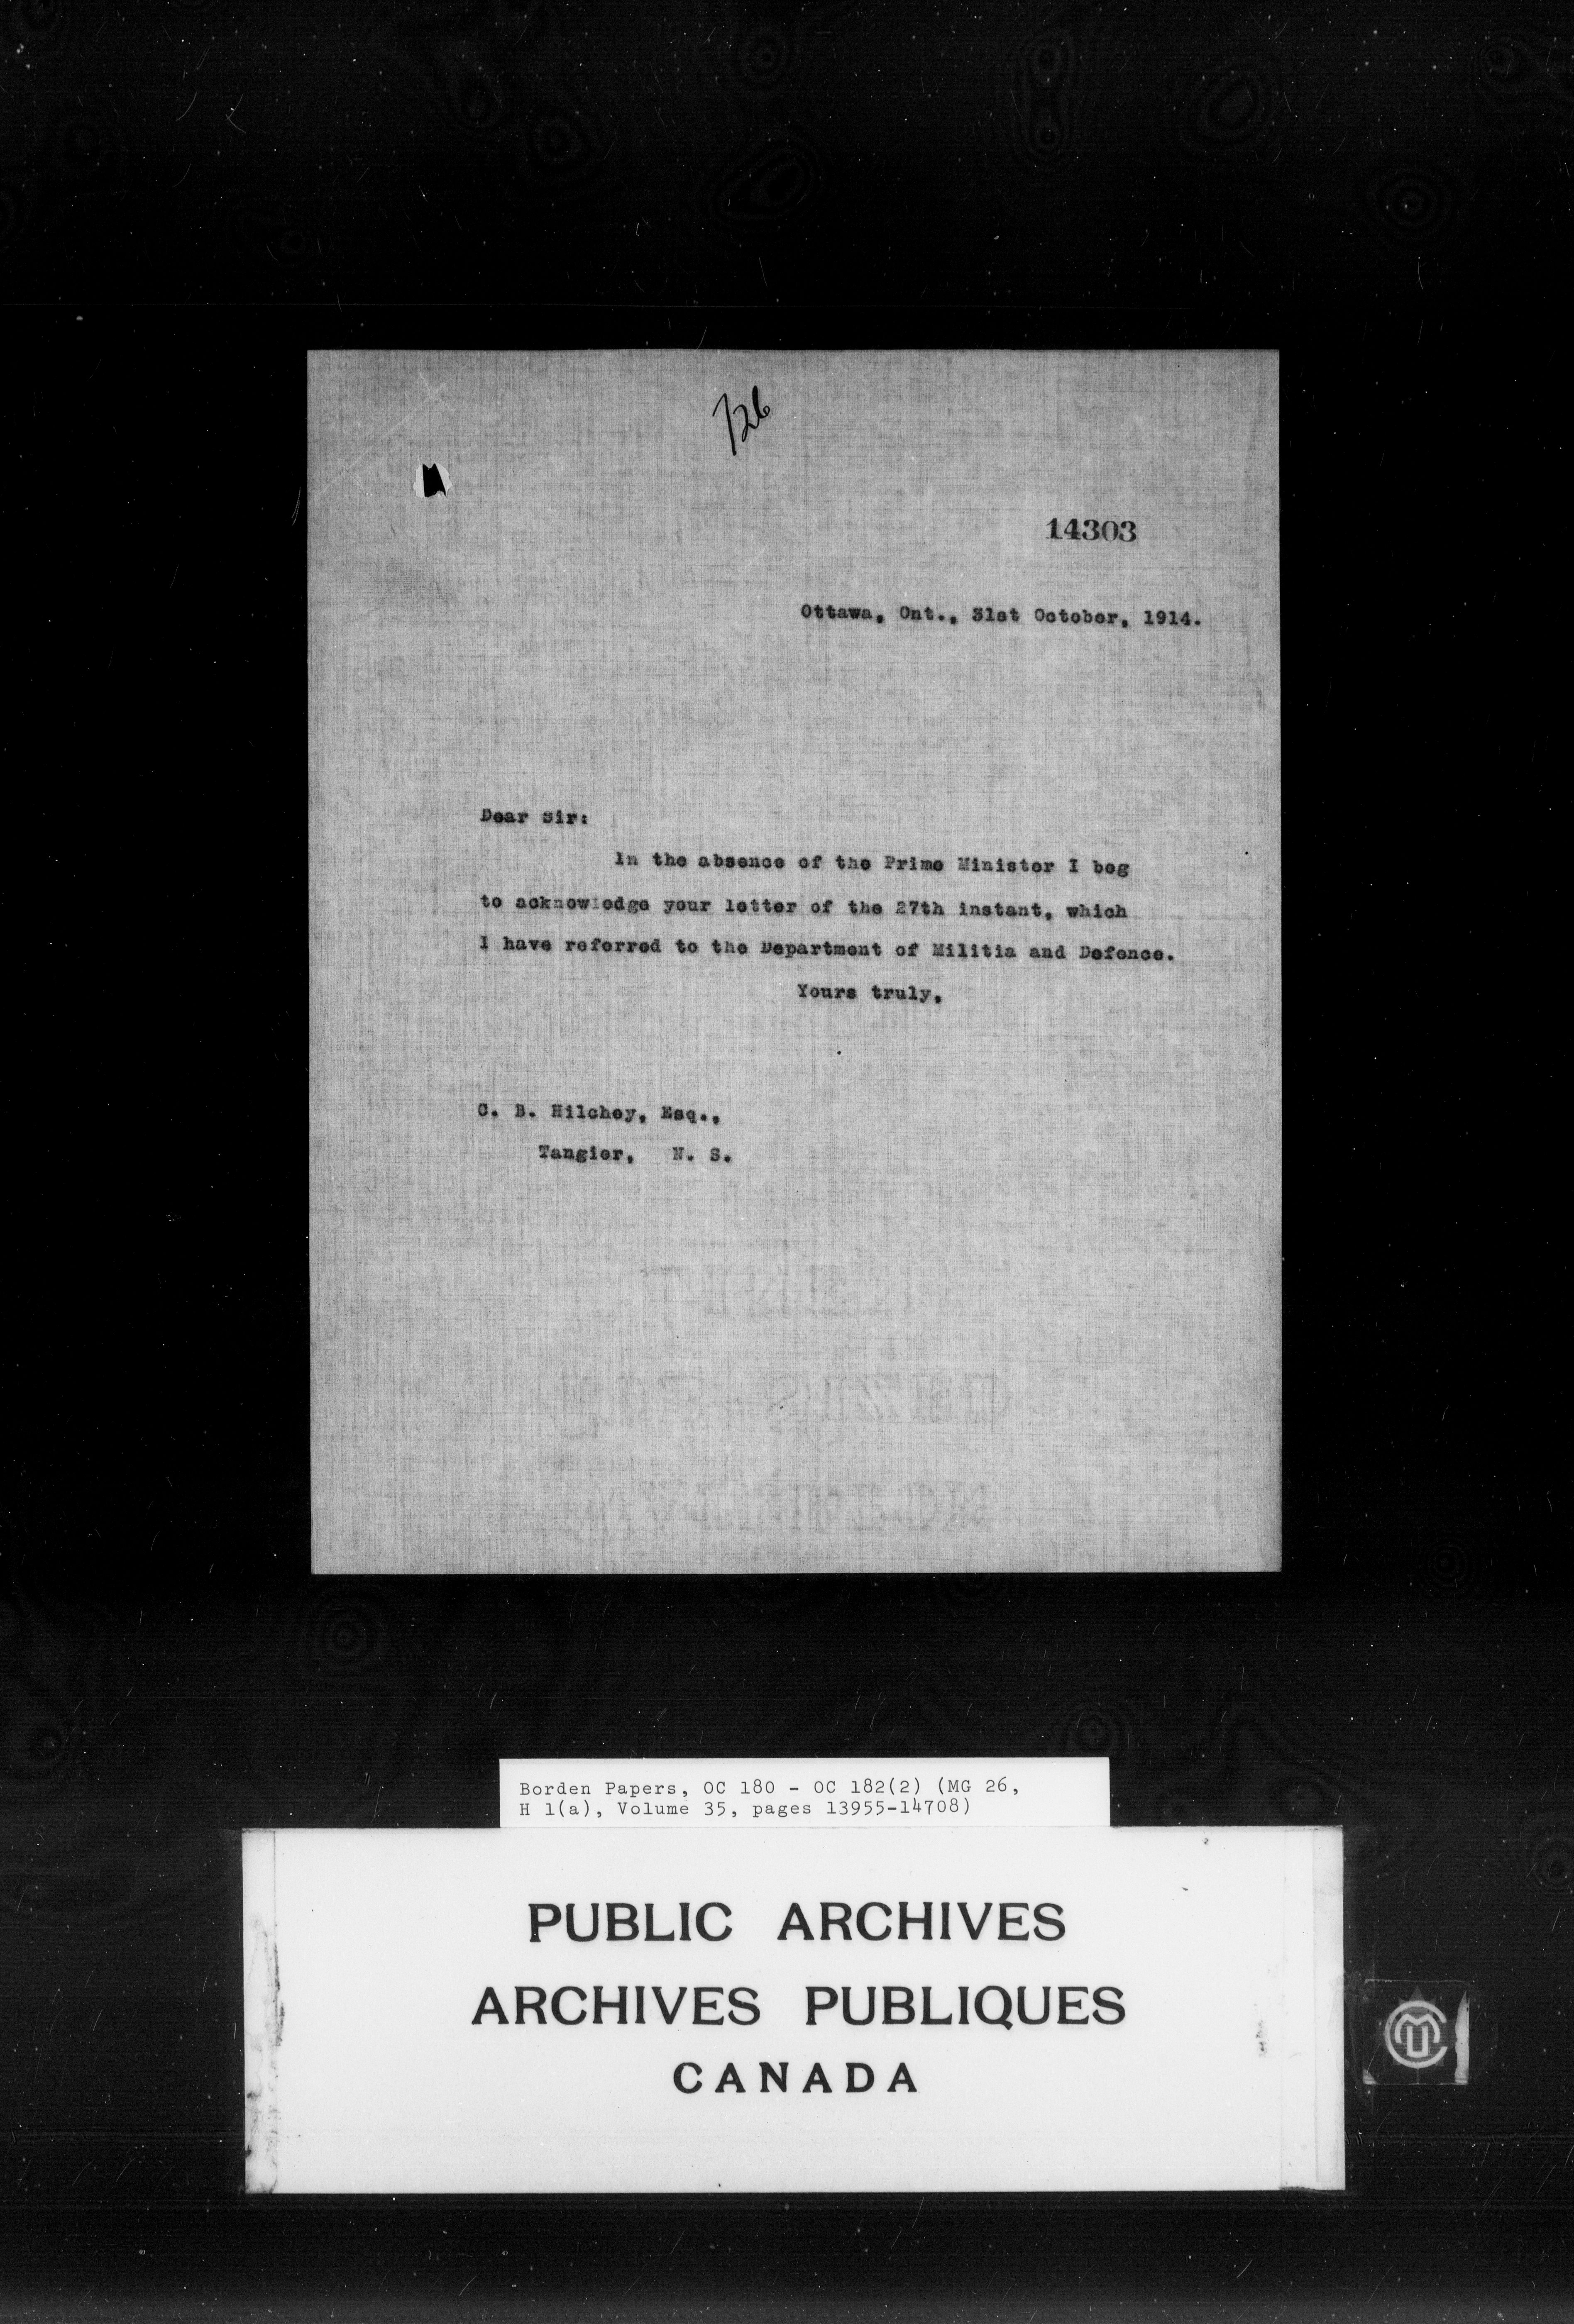 726
14303
Ottawa, Ont., 31st October, 1914.
Dear Sir:
In the absence of the Prime Minister I beg
to acknowledge your letter of the 27th instant, which
I have referred to the Department of Militia and Defence.
Yours truly,
C. B. Hilchey, Esq.,
Tangier, N. S.
Borden Papers, OC 180 - OC 182(2) (MG 26,
H 1(a), Volume 35, pages 13955-14708)
PUBLIC ARCHIVES
ARCHIVES PUBLIQUES
CANADA